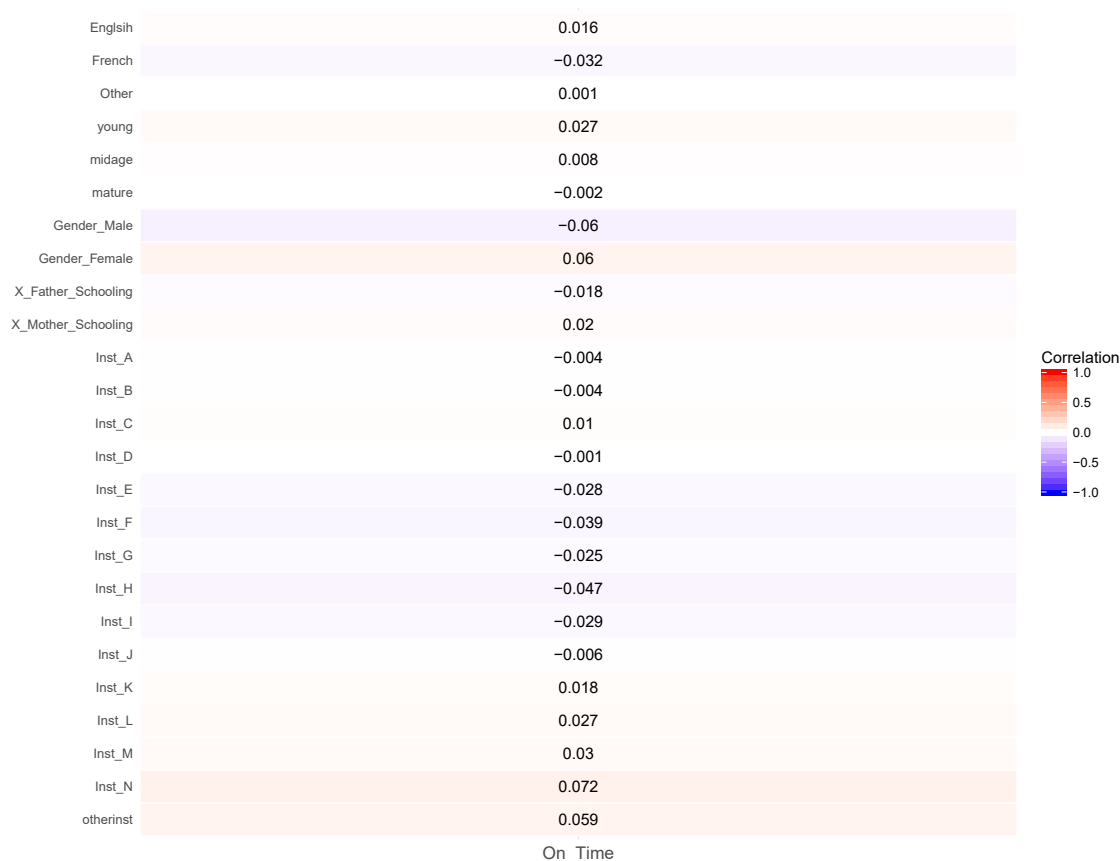 Englsih 0.016
French −0.032
Other 0.001
young 0.027
midage 0.008
mature −0.002
Gender_Male −0.06
Gender_Female 0.06
X_Father_Schooling −0.018
X_Mother_Schooling 0.02
Inst_A −0.004
Inst_B −0.004
Inst_C 0.01
Inst_D −0.001
Inst_E −0.028
Inst_F −0.039
Inst_G −0.025
Inst_H −0.047
Inst_I −0.029
Inst_J −0.006
Inst_K 0.018
Inst_L 0.027
Inst_M 0.03
Inst_N 0.072
otherinst 0.059
On_Time
Correlation
1.0
0.5
0.0
−0.5
−1.0